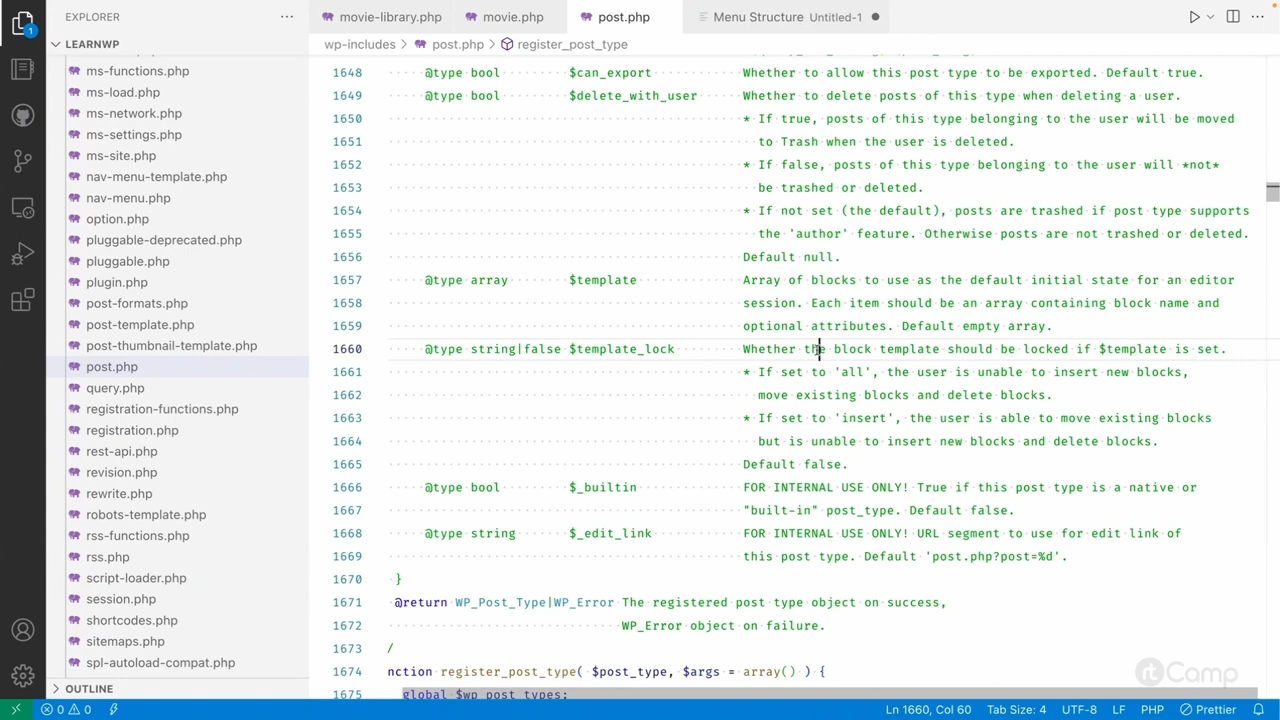 EXPLORER
movie-library.php
movie.php
post.php
Menu Structure Untitled-1
LEARNWP
wp-includes > post.php > register_post_type
ms-functions.php
ms-load.php
ms-network.php
ms-settings.php
ms-site.php
nav-menu-template.php
nav-menu.php
option.php
pluggable-deprecated.php
pluggable.php
plugin.php
post-formats.php
post-template.php
post-thumbnail-template.php
post.php
query.php
registration-functions.php
registration.php
rest-api.php
revision.php
rewrite.php
robots-template.php
rss-functions.php
rss.php
script-loader.php
session.php
shortcodes.php
sitemaps.php
spl-autoload-compat.php
OUTLINE
1648 @type bool $can_export Whether to allow this post type to be exported. Default true.
1649 @type bool $delete_with_user Whether to delete posts of this type when deleting a user.
1650 * If true, posts of this type belonging to the user will be moved
1651 to Trash when the user is deleted.
1652 * If false, posts of this type belonging to the user will *not*
1653 be trashed or deleted.
1654 * If not set (the default), posts are trashed if post type supports
1655 the 'author' feature. Otherwise posts are not trashed or deleted.
1656 Default null.
1657 @type array $template Array of blocks to use as the default initial state for an editor
1658 session. Each item should be an array containing block name and
1659 optional attributes. Default empty array.
1660 @type string|false $template_lock Whether the block template should be locked if $template is set.
1661 * If set to 'all', the user is unable to insert new blocks,
1662 move existing blocks and delete blocks.
1663 * If set to 'insert', the user is able to move existing blocks
1664 but is unable to insert new blocks and delete blocks.
1665 Default false.
1666 @type bool $_builtin FOR INTERNAL USE ONLY! True if this post type is a native or
1667 "built-in" post_type. Default false.
1668 @type string $_edit_link FOR INTERNAL USE ONLY! URL segment to use for edit link of
1669 this post type. Default 'post.php?post=%d'.
1670 }
1671 @return WP_Post_Type|WP_Error The registered post type object on success,
1672 WP_Error object on failure.
1673 /
1674 nction register_post_type( $post_type, $args = array() ) {
1675 global $wp_post_types;
rtCamp
1
0 0
Ln 1660, Col 60 Tab Size: 4 UTF-8 LF PHP Prettier